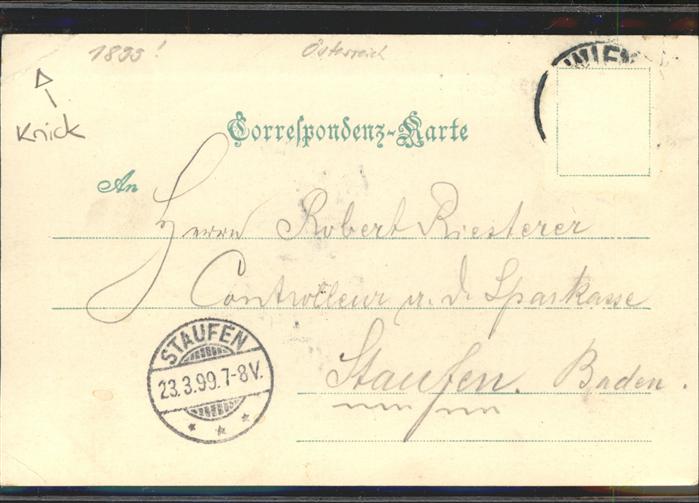 1899!
Österreich
WIEN
Knick
Correspondenz-Karte
An
Herrn Robert Riesterer
Controlleur a. d. Sparkasse
Staufen. Baden.
STAUFEN
23.3.99.7-8V.